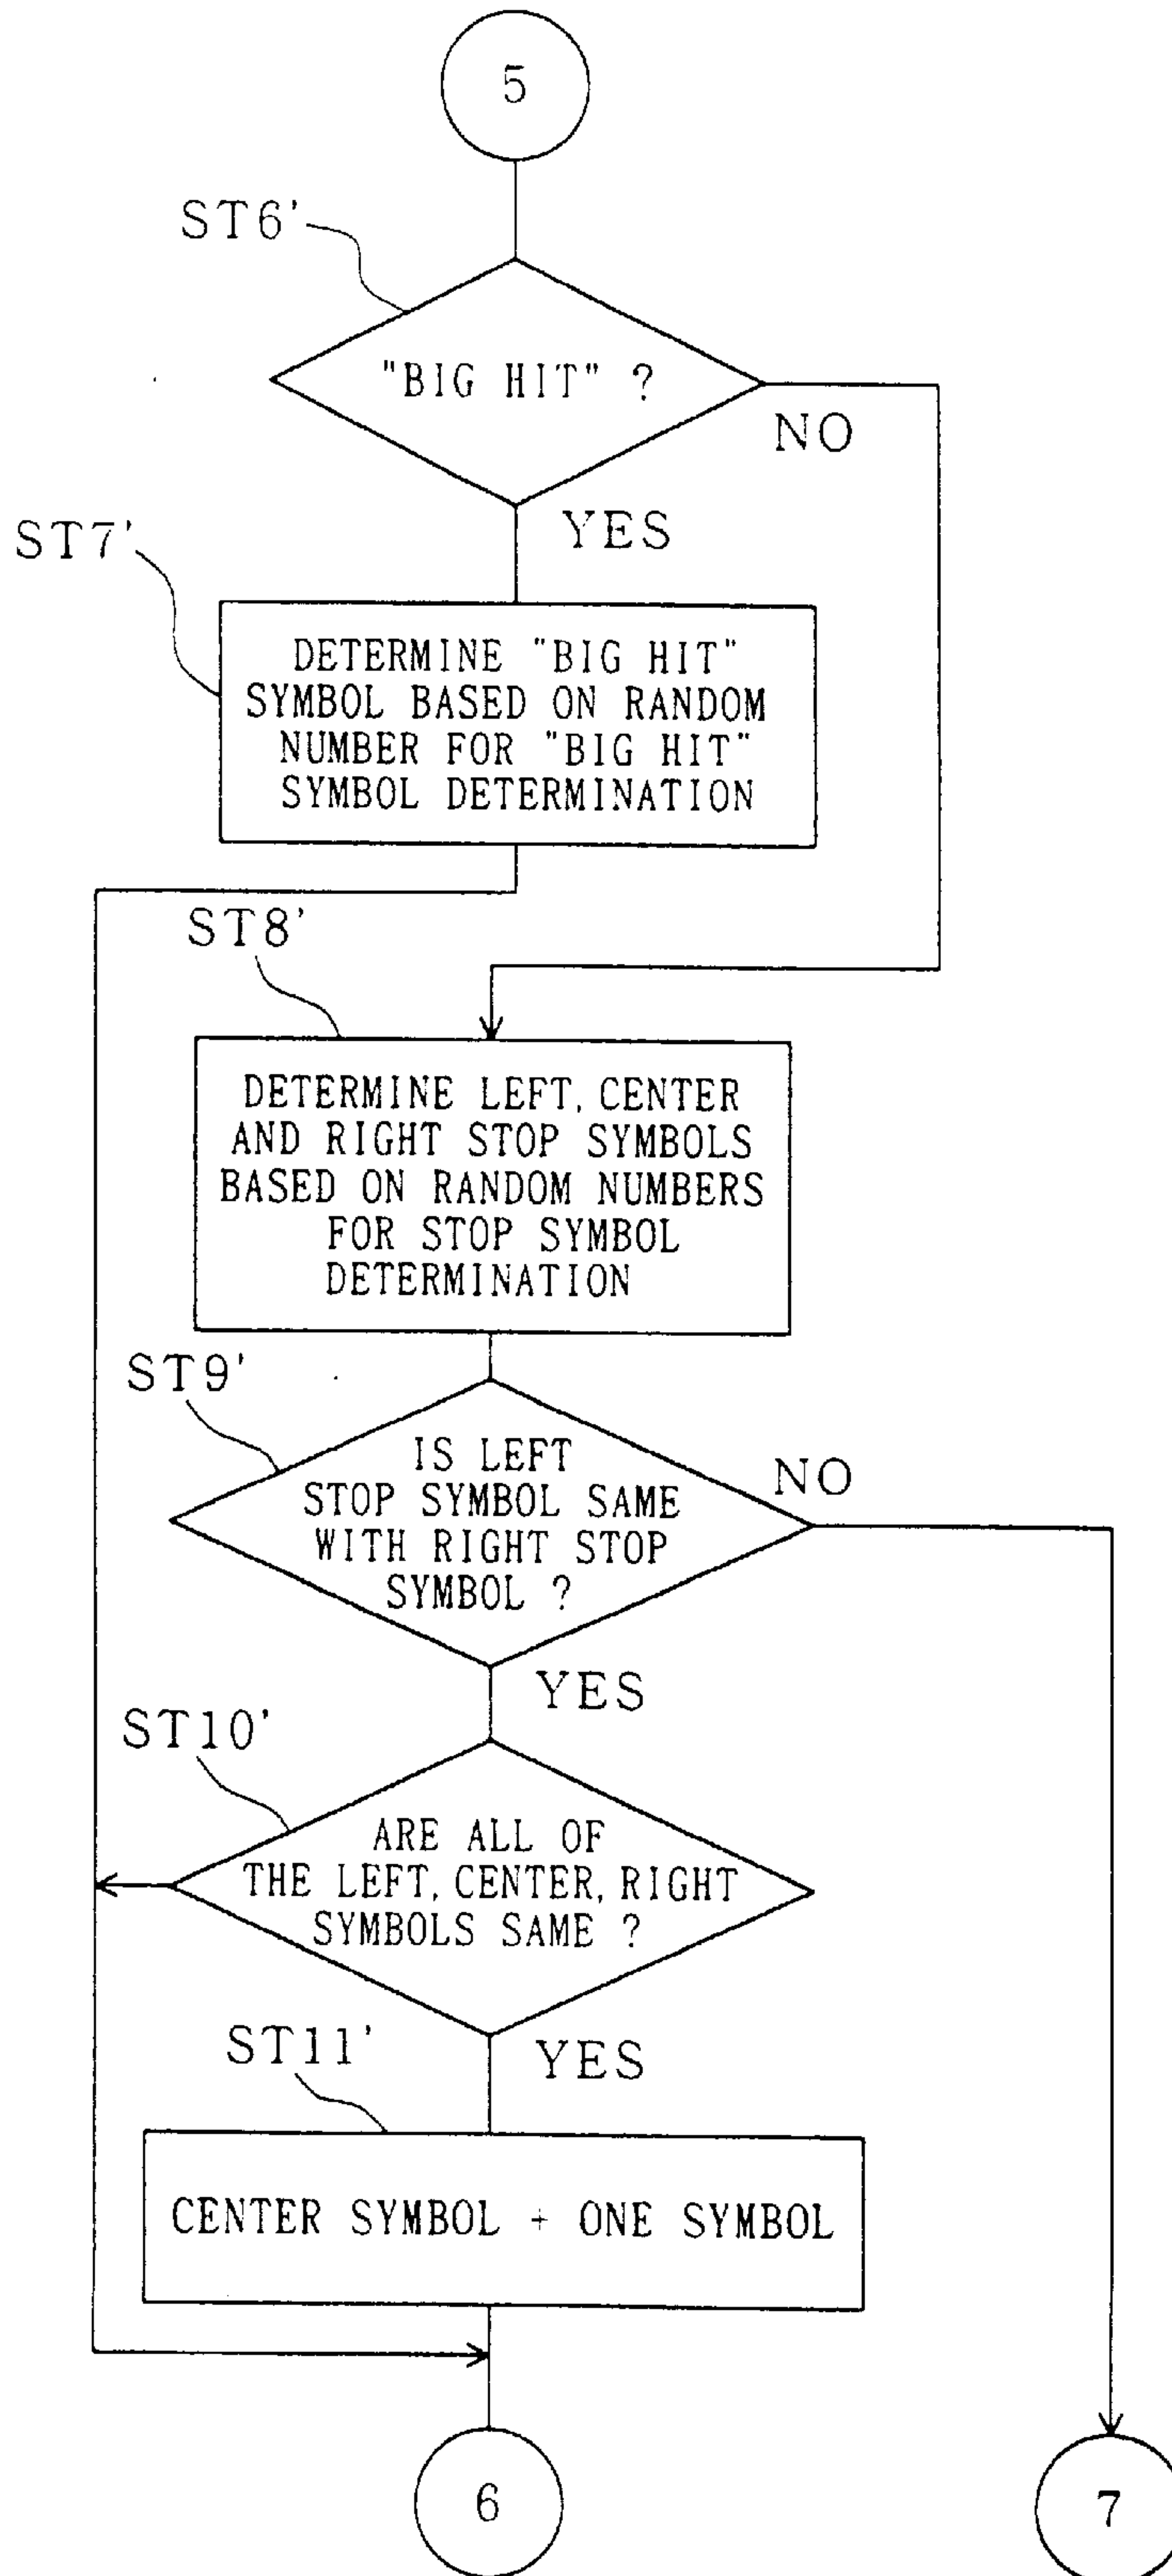 5
ST6'
"BIG HIT" ?
NO
YES
ST7'
DETERMINE "BIG HIT"
SYMBOL BASED ON RANDOM
NUMBER FOR "BIG HIT"
SYMBOL DETERMINATION
ST8'
DETERMINE LEFT, CENTER
AND RIGHT STOP SYMBOLS
BASED ON RANDOM NUMBERS
FOR STOP SYMBOL
DETERMINATION
ST9'
IS LEFT
STOP SYMBOL SAME
WITH RIGHT STOP
SYMBOL ?
NO
YES
ST10'
ARE ALL OF
THE LEFT, CENTER, RIGHT
SYMBOLS SAME ?
YES
ST11'
CENTER SYMBOL + ONE SYMBOL
6
7